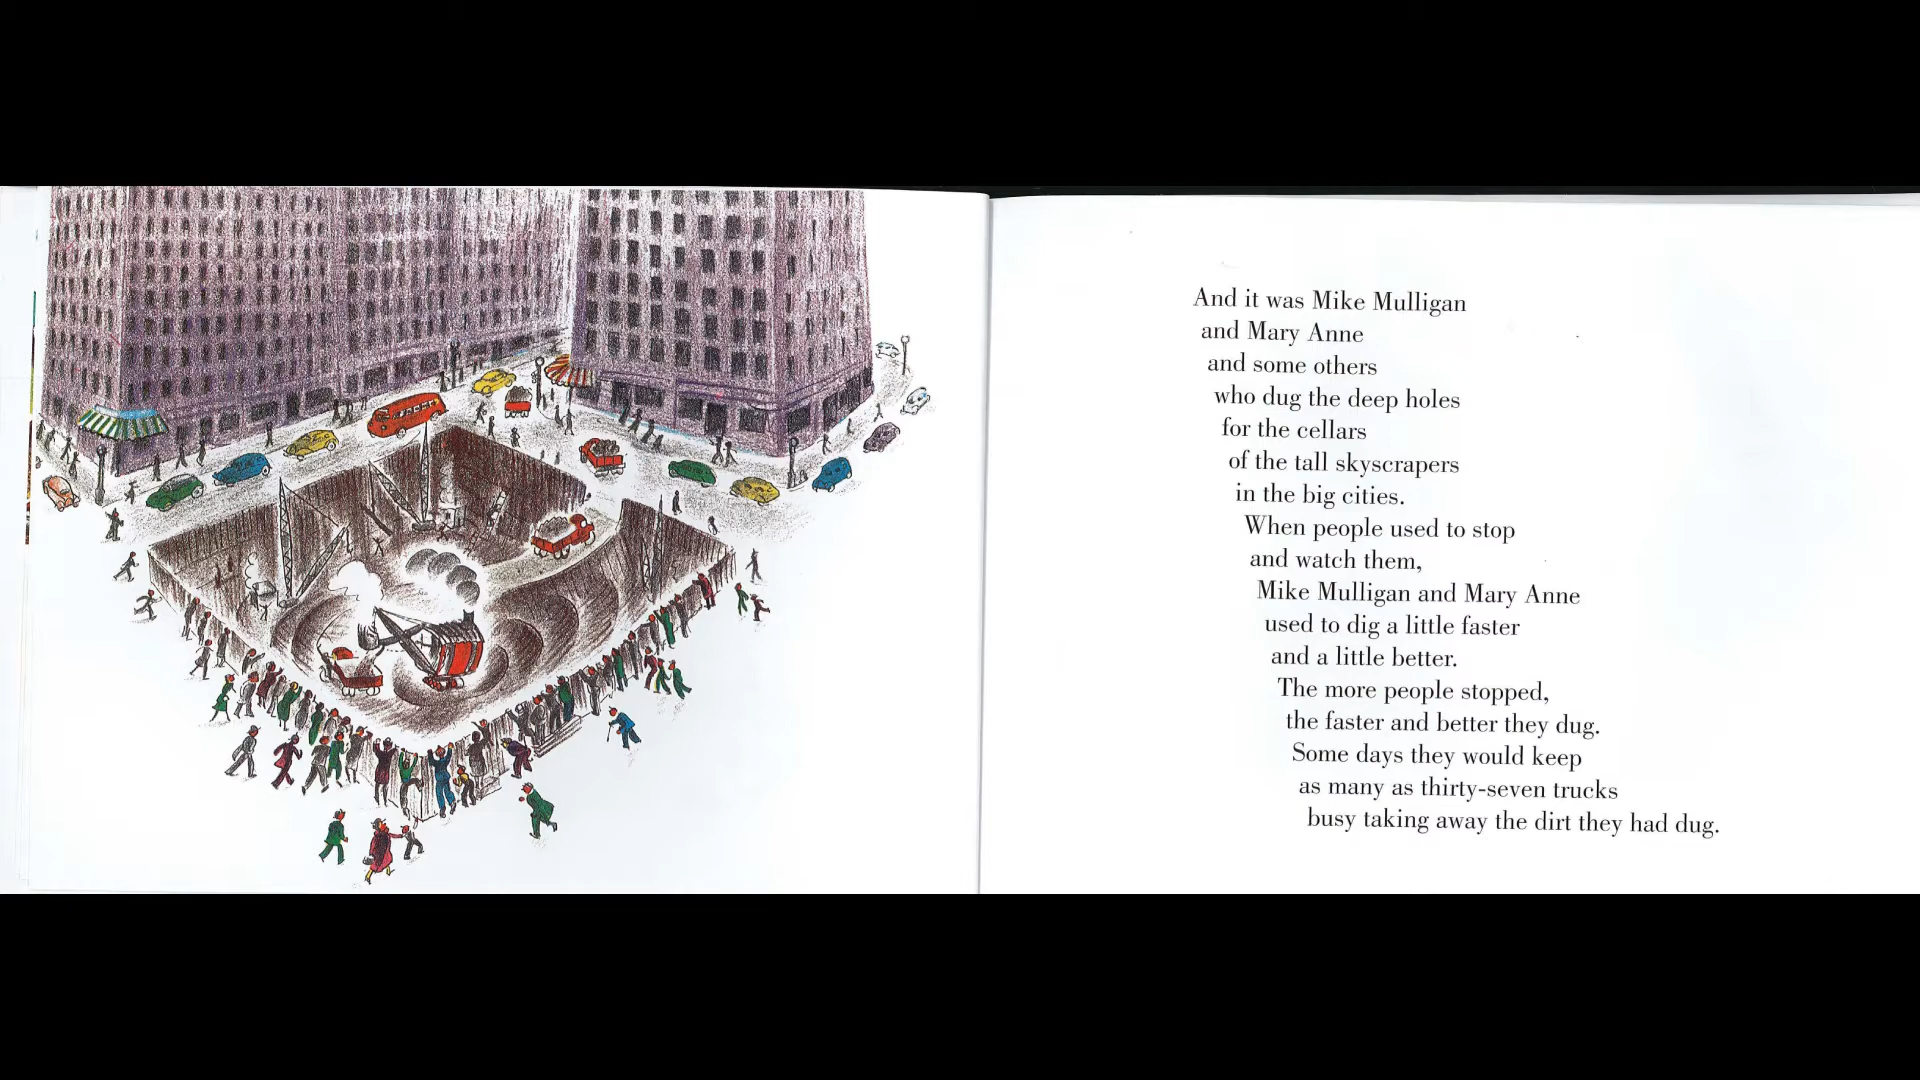 And it was Mike Mulligan
and Mary Anne
and some others
who dug the deep holes
for the cellars
of the tall skyscrapers
in the big cities.
When people used to stop
and watch them,
Mike Mulligan and Mary Anne
used to dig a little faster
and a little better.
The more people stopped,
the faster and better they dug.
Some days they would keep
as many as thirty-seven trucks
busy taking away the dirt they had dug.